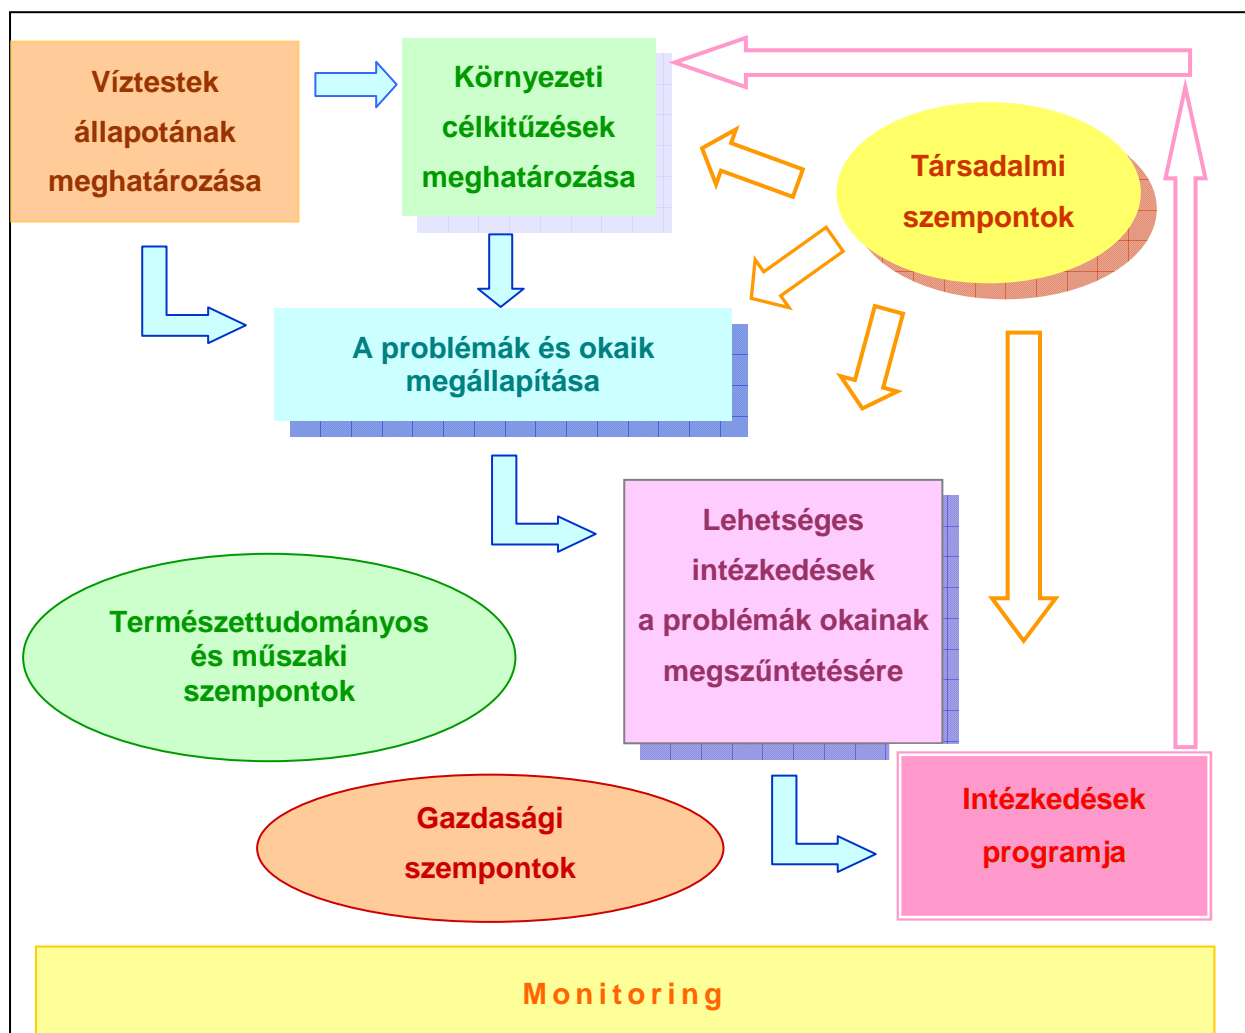 Víztestek
állapotának
meghatározása
Környezeti
célkitűzések
meghatározása
Társadalmi
szempontok
A problémák és okaik
megállapítása
Lehetséges
intézkedések
a problémák okainak
megszűntetésére
Természettudományos
és műszaki
szempontok
Gazdasági
szempontok
Intézkedések
programja
Monitoring